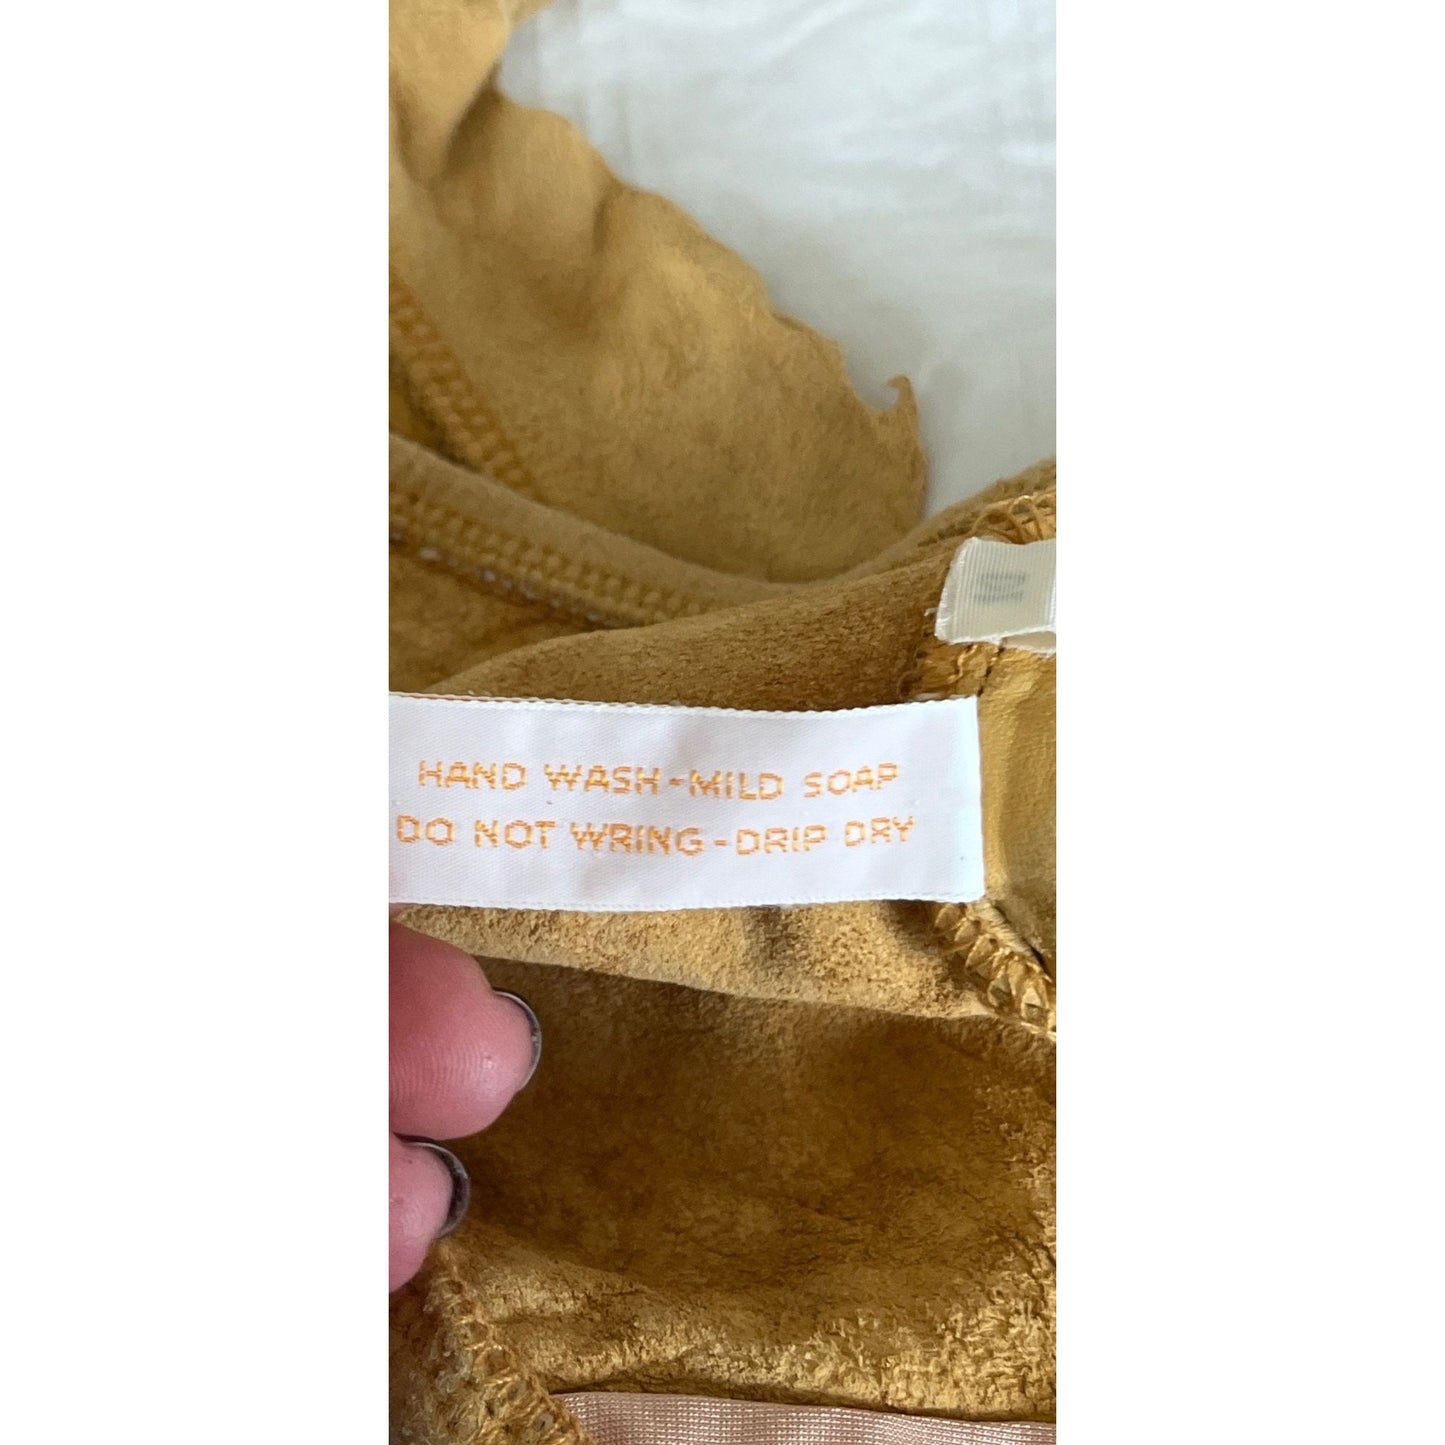 HAND WASH-MILD SOAP
DO NOT WRING-DRIP DRY